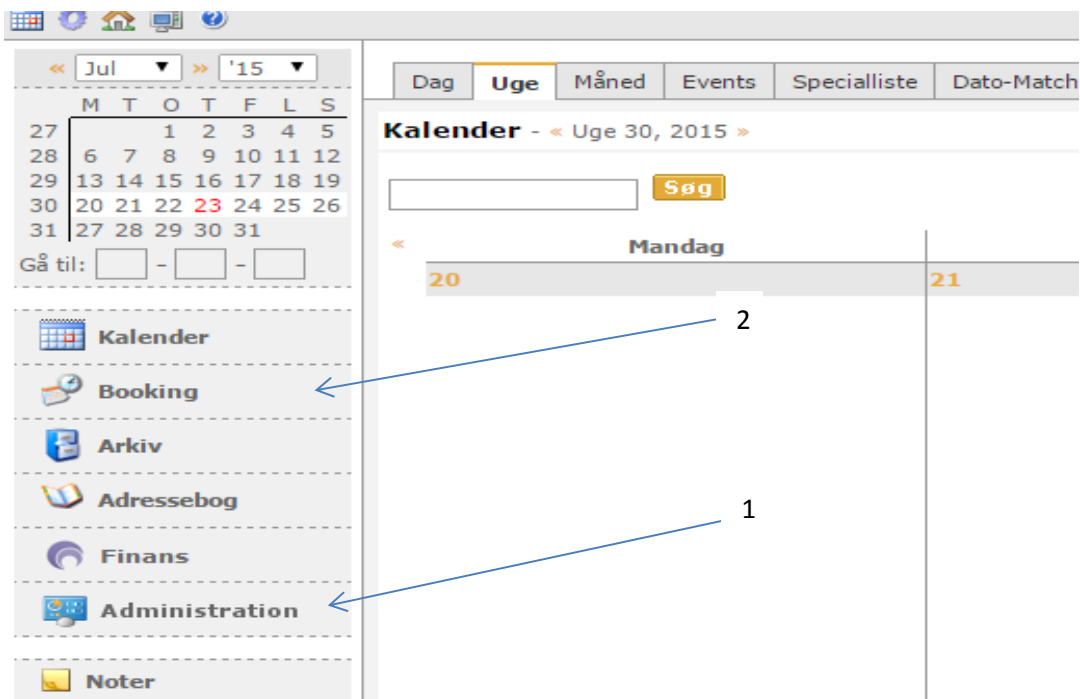 « Jul ▼ » '15 ▼
M T O T F L S
27 1 2 3 4 5
28 6 7 8 9 10 11 12
29 13 14 15 16 17 18 19
30 20 21 22 23 24 25 26
31 27 28 29 30 31
Gå til: - -
Kalender
Booking
Arkiv
Adressebog
Finans
Administration
Noter
Dag Uge Måned Events Specialliste Dato-Match
Kalender - « Uge 30, 2015 »
Søg
« Mandag
20 21
2
1